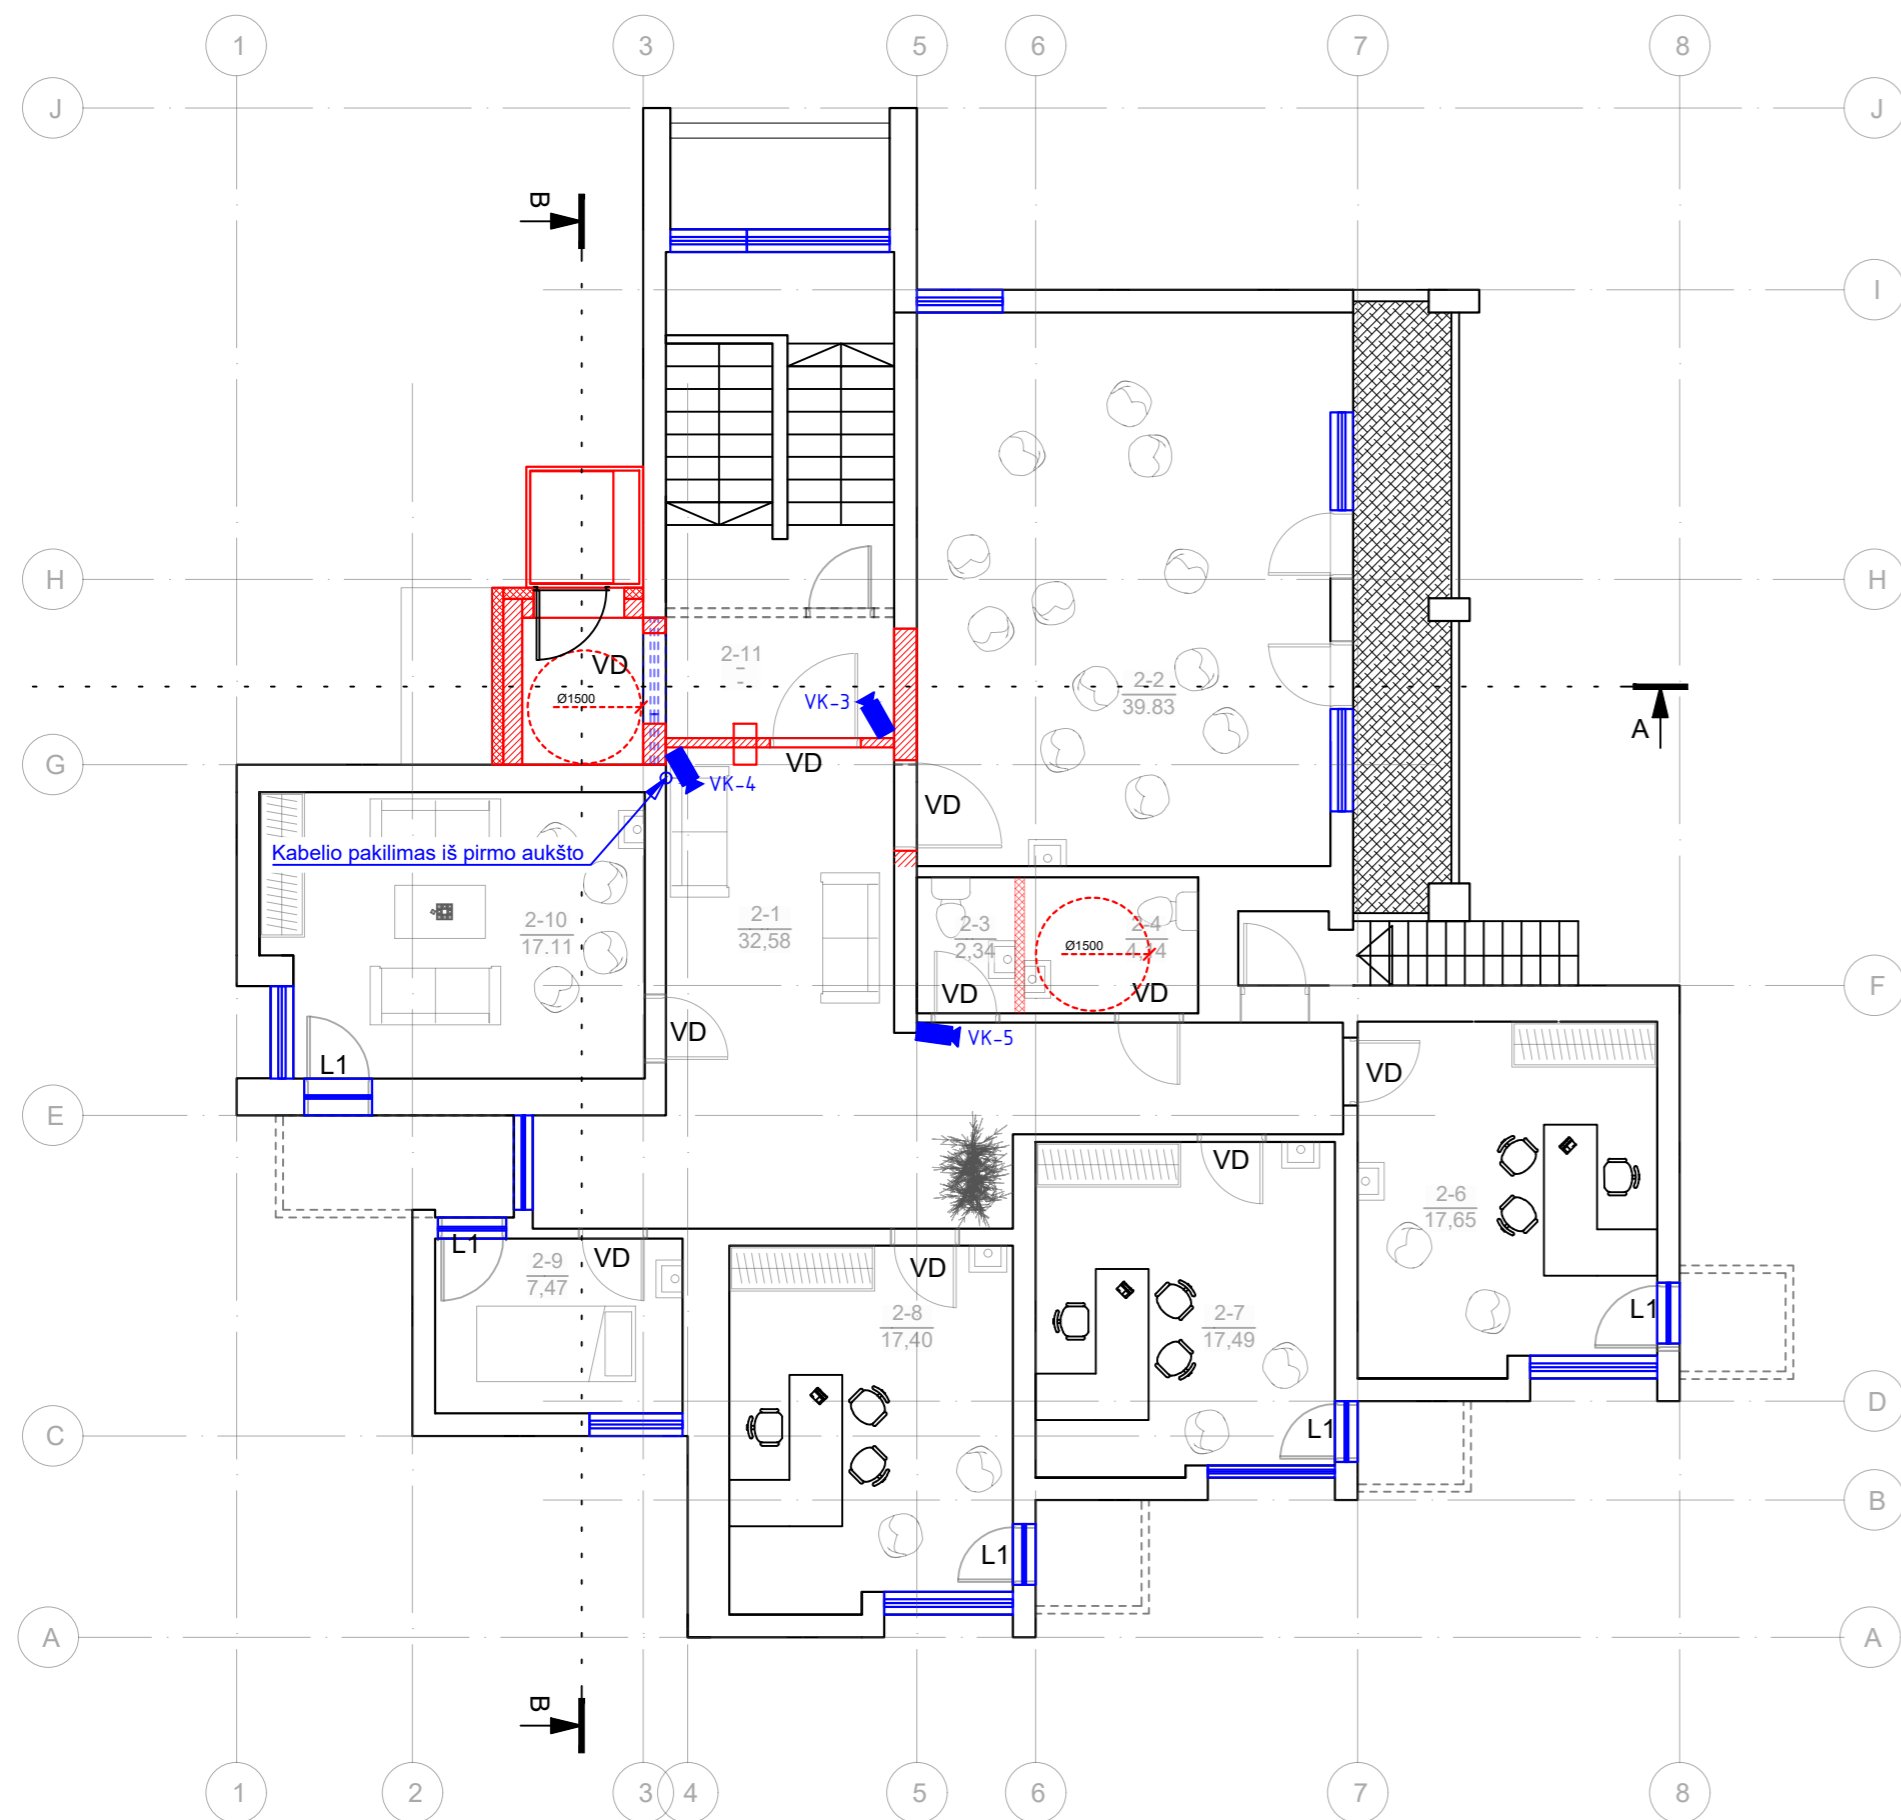 1
3
5
6
7
8
J
J
B
I
H
H
2-11
-
VD
Ø1500
VK-3
2-2
39.83
A
G
VD
VK-4
VD
Kabelio pakilimas iš pirmo aukšto
2-10
17.11
2-1
32,58
2-3
2,34
Ø1500
2-4
VD
VD
F
VD
VK-5
L1
VD
E
VD
2-6
17,65
L1
2-9
7,47
VD
VD
2-8
17,40
2-7
17,49
L1
D
C
L1
B
L1
A
A
B
1
2
3
4
5
6
7
8